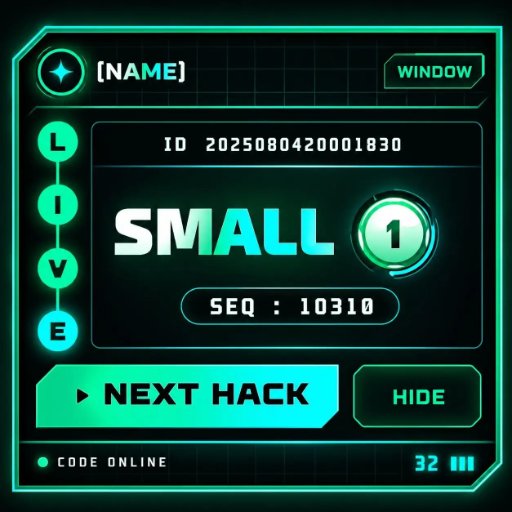 [NAME]
WINDOW
L
I
V
E
ID 2025080420001830
SMALL 1
SEQ : 10310
NEXT HACK
HIDE
CODE ONLINE
32